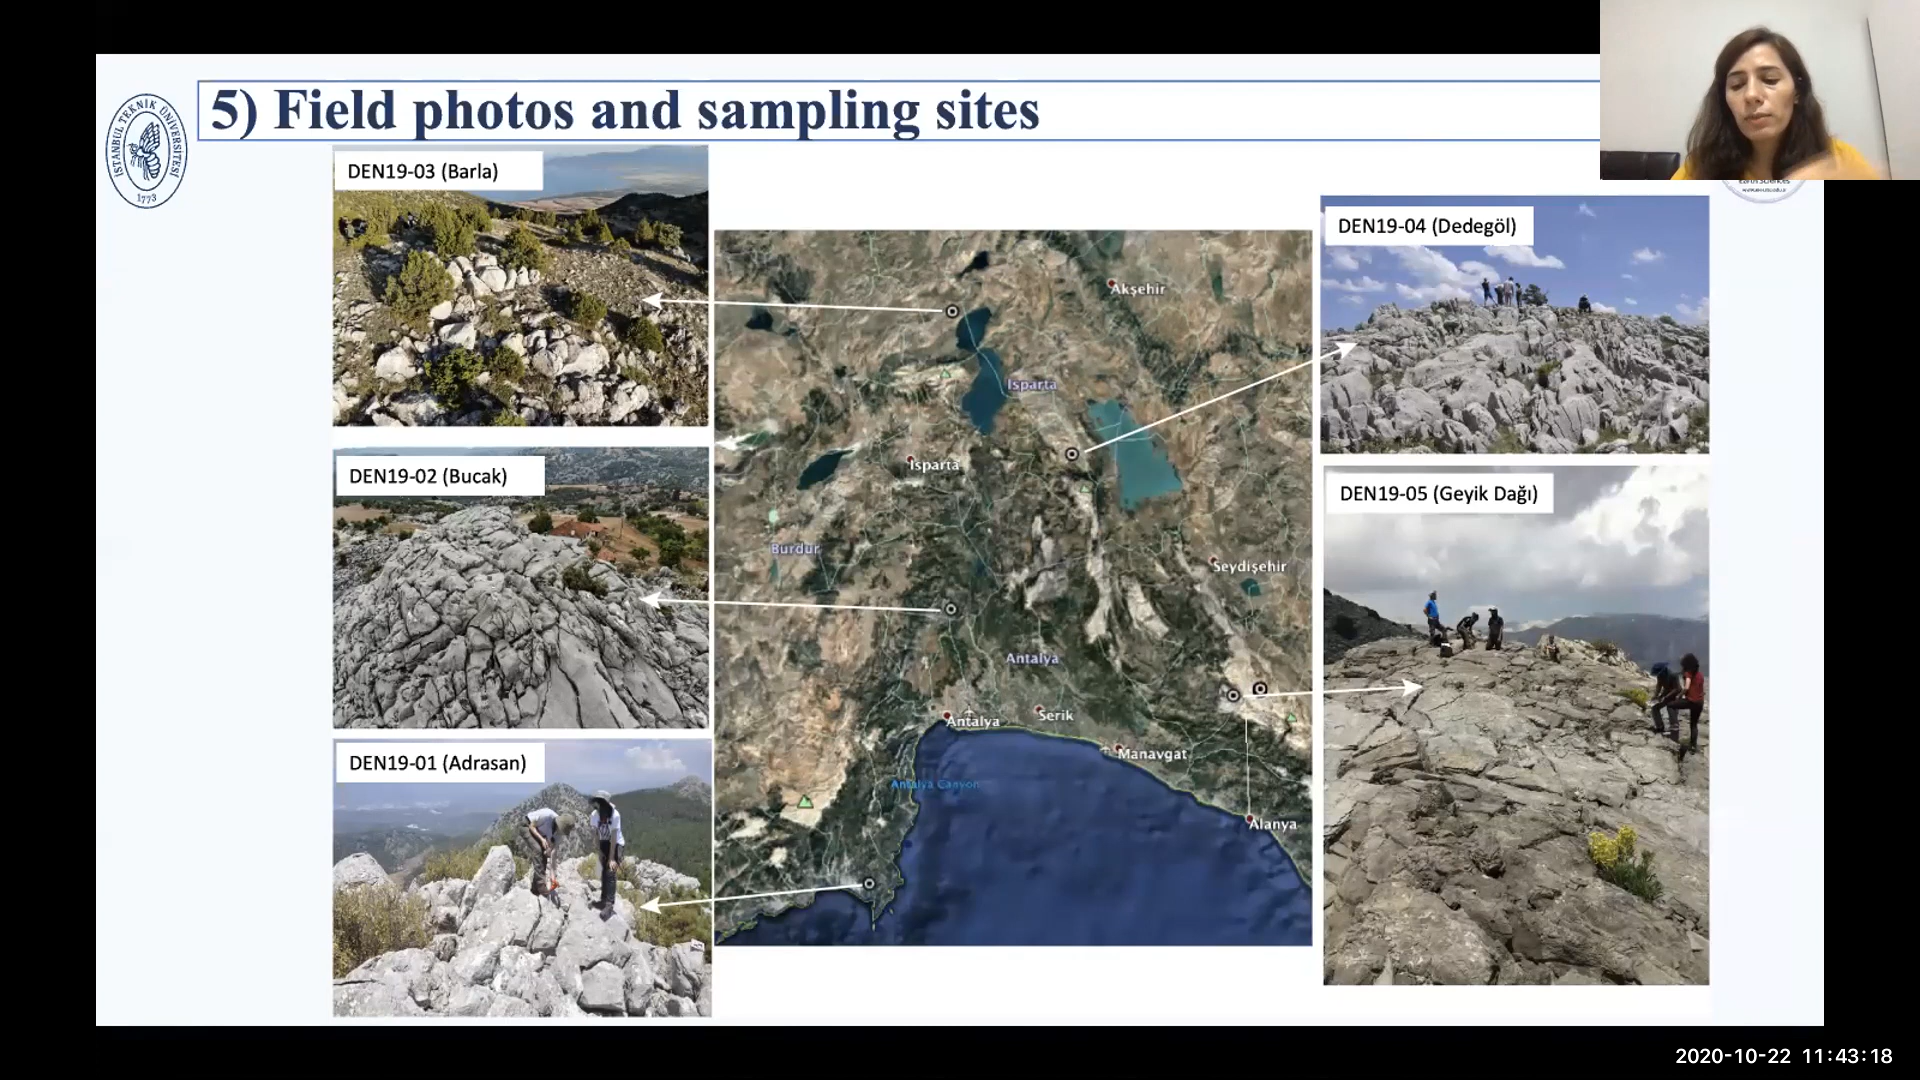 5) Field photos and sampling sites
İSTANBUL TEKNİK ÜNİVERSİTESİ
1773
DEN19-03 (Barla)
DEN19-02 (Bucak)
DEN19-01 (Adrasan)
Akşehir
Isparta
Isparta
Burdur
Seydişehir
Antalya
Antalya
Serik
Manavgat
Antalya Canyon
Alanya
DEN19-04 (Dedegöl)
DEN19-05 (Geyik Dağı)
Earth Sciences
2020-10-22 11:43:18